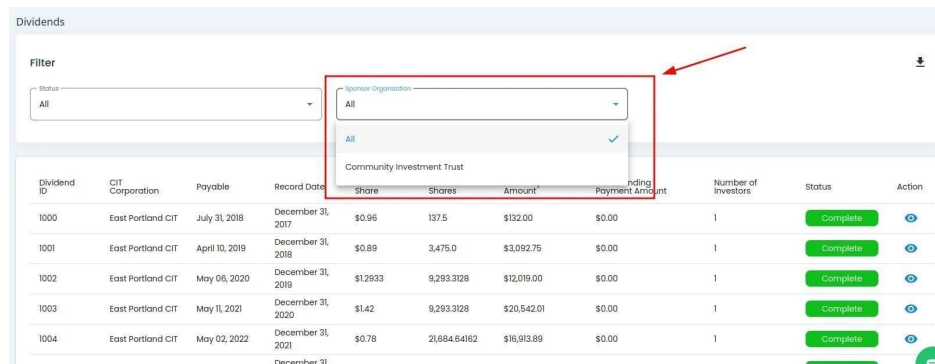 Dividends
Filter
Status
All
Sponsor Organization
All
All
Community Investment Trust
Dividend ID CIT Corporation Payable Record Date Share Shares Amount* Payment Amount Number of Investors Status Action
1000 East Portland CIT July 31, 2018 December 31, 2017 $0.96 137.5 $132.00 $0.00 1 Complete
1001 East Portland CIT April 10, 2019 December 31, 2018 $0.89 3,475.0 $3,092.75 $0.00 1 Complete
1002 East Portland CIT May 06, 2020 December 31, 2019 $1.2933 9,293.3128 $12,019.00 $0.00 1 Complete
1003 East Portland CIT May 11, 2021 December 31, 2020 $1.42 9,293.3128 $20,542.01 $0.00 1 Complete
1004 East Portland CIT May 02, 2022 December 31, 2021 $0.78 21,684.64162 $16,913.89 $0.00 1 Complete
December 31,